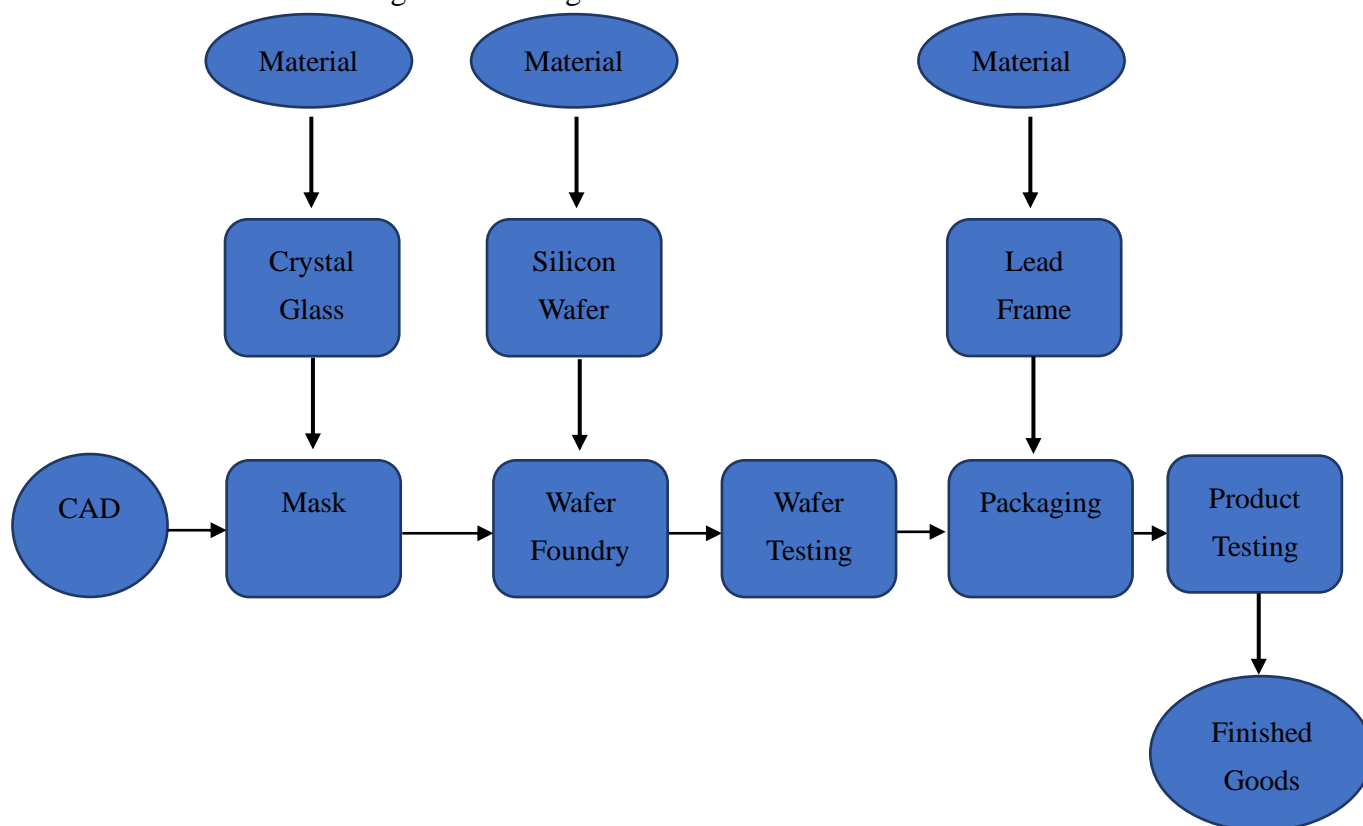 Material
Material
Material
Crystal
Glass
Silicon
Wafer
Lead
Frame
CAD
Mask
Wafer
Foundry
Wafer
Testing
Packaging
Product
Testing
Finished
Goods